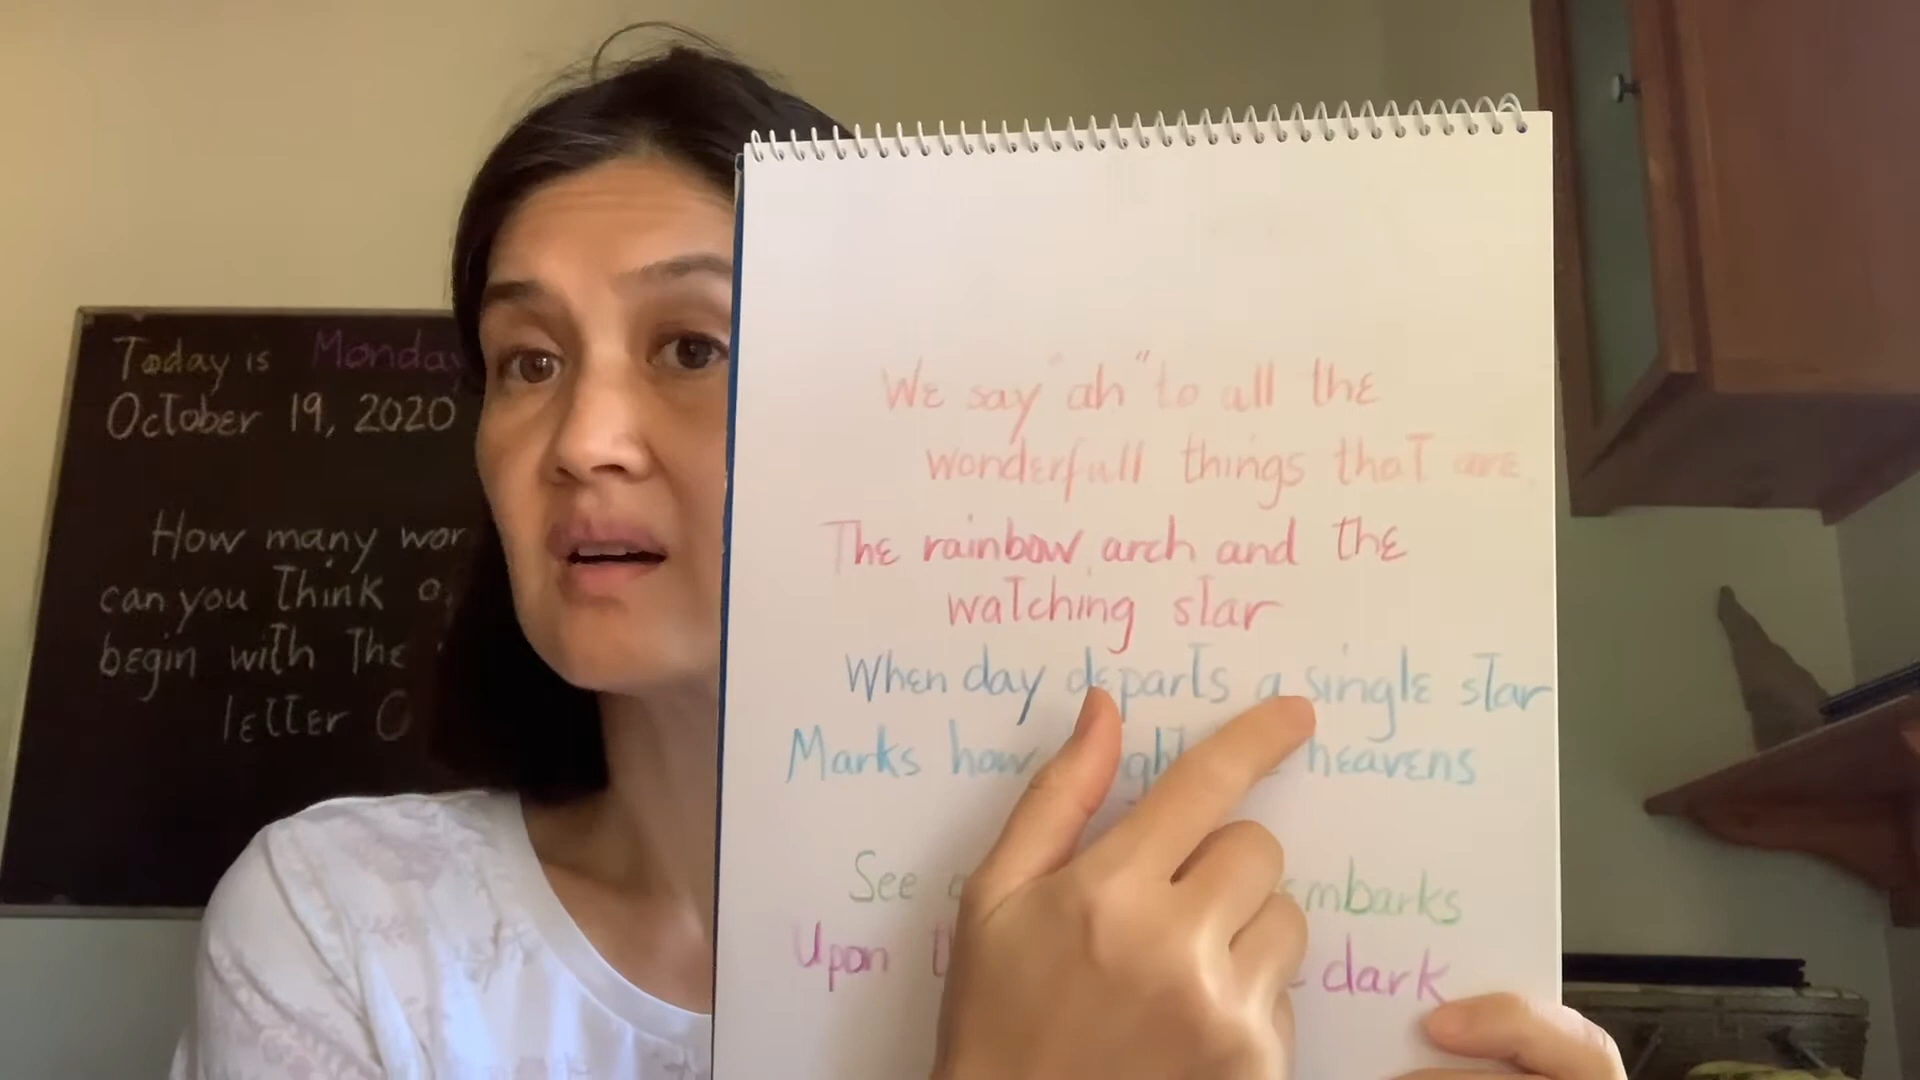 Today is Monday
October 19, 2020
How many
can you think
begin with the
letter O
We say "ah" to all the
wonderfull things that are.
The rainbow arch and the
watching star
When day departs a single star
Marks how heavens
See embarks
Upon dark